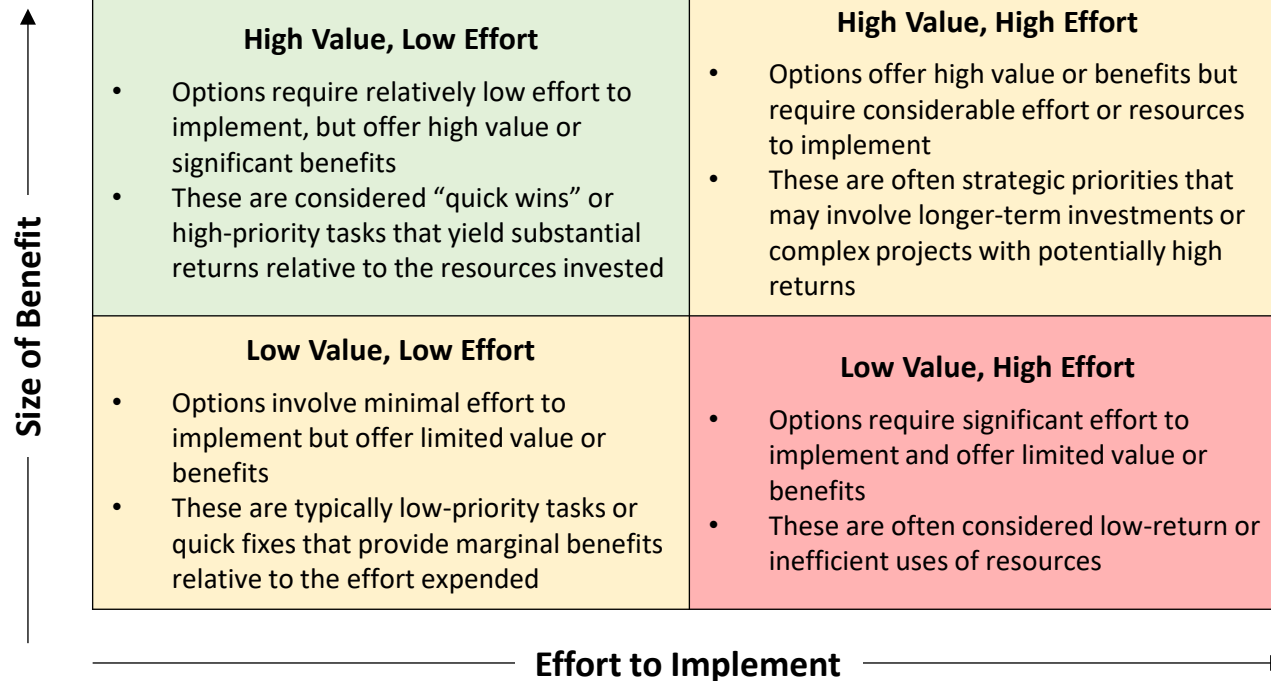 Size of Benefit
High Value, Low Effort
• Options require relatively low effort to
implement, but offer high value or
significant benefits
• These are considered “quick wins” or
high-priority tasks that yield substantial
returns relative to the resources invested
High Value, High Effort
• Options offer high value or benefits but
require considerable effort or resources
to implement
• These are often strategic priorities that
may involve longer-term investments or
complex projects with potentially high
returns
Low Value, Low Effort
• Options involve minimal effort to
implement but offer limited value or
benefits
• These are typically low-priority tasks or
quick fixes that provide marginal benefits
relative to the effort expended
Low Value, High Effort
• Options require significant effort to
implement and offer limited value or
benefits
• These are often considered low-return or
inefficient uses of resources
Effort to Implement